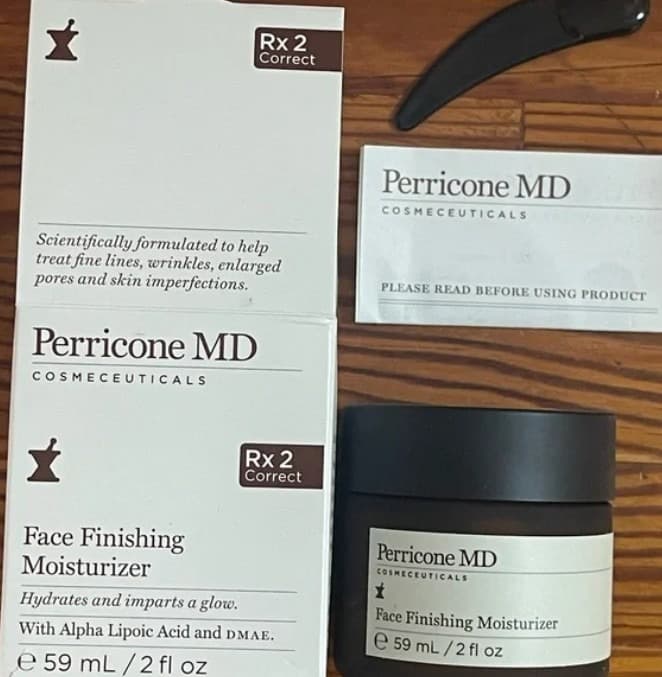 Rx 2
Correct
Scientifically formulated to help
treat fine lines, wrinkles, enlarged
pores and skin imperfections.
Perricone MD
COSMECEUTICALS
Rx 2
Correct
Face Finishing
Moisturizer
Hydrates and imparts a glow.
With Alpha Lipoic Acid and DMAE.
℮ 59 mL / 2 fl oz
Perricone MD
COSMECEUTICALS
PLEASE READ BEFORE USING PRODUCT
Perricone MD
COSMECEUTICALS
Face Finishing Moisturizer
℮ 59 mL / 2 fl oz